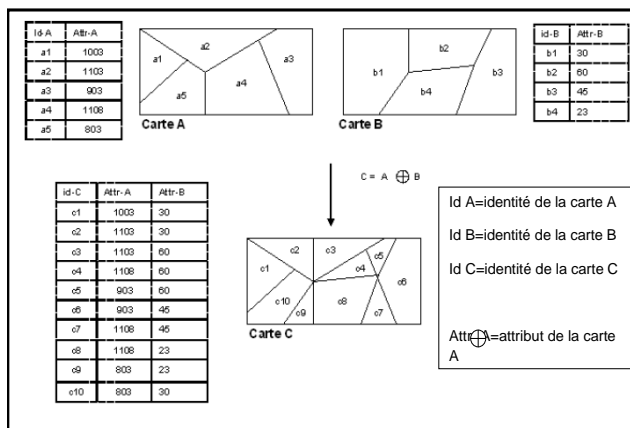 Id-A Attr-A
a1 1003
a2 1103
a3 903
a4 1108
a5 803
a1
a2
a3
a4
a5
Carte A
b1
b2
b3
b4
Carte B
id-B Attr-B
b1 30
b2 60
b3 45
b4 23
C = A ⊕ B
id-C Attr-A Attr-B
c1 1003 30
c2 1103 30
c3 1103 60
c4 1108 60
c5 903 60
c6 903 45
c7 1108 45
c8 1108 23
c9 803 23
c10 803 30
c1
c2
c3
c4
c5
c6
c10
c9
c8
c7
Carte C
Id A=identité de la carte A
Id B=identité de la carte B
Id C=identité de la carte C
Attr A=attribut de la carte
A